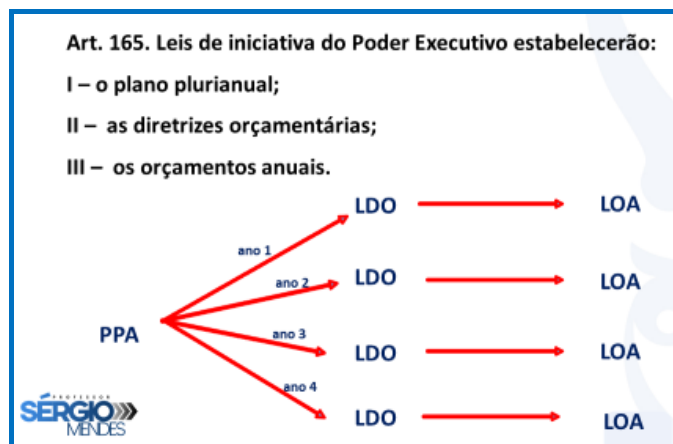 Art. 165. Leis de iniciativa do Poder Executivo estabelecerão:
I – o plano plurianual;
II – as diretrizes orçamentárias;
III – os orçamentos anuais.
LDO LOA
ano 1
LDO LOA
ano 2
PPA
ano 3
LDO LOA
ano 4
LDO LOA
PROFESSOR
SÉRGIO
MENDES